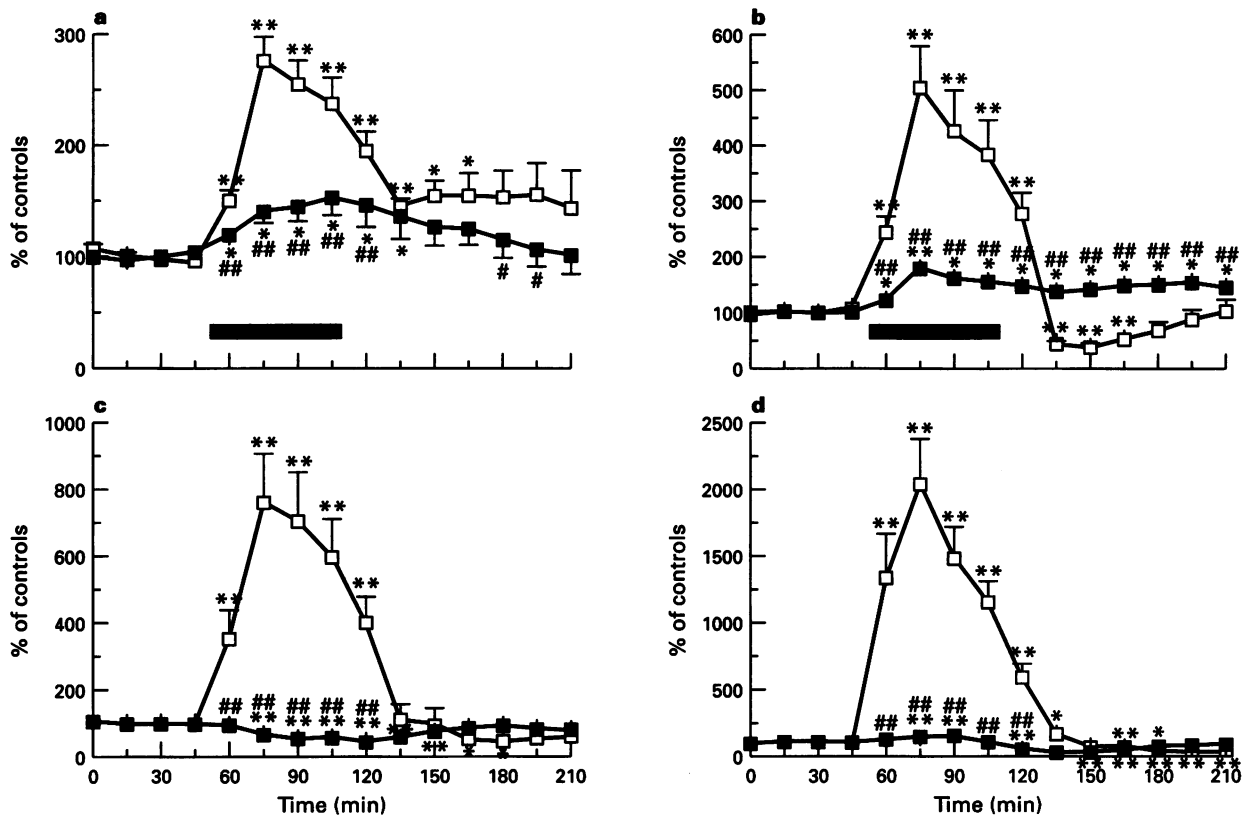 a
300
200
100
0
% of controls
** ** ** ** ** ** * *
* * * * * *
## ## ## ## ##
# #
b
600
500
400
300
200
100
0
% of controls
** ** ** ** **
## ## ## ## ## ## ## ## ## ## ##
* ** * * * * * * * * *
** ** **
c
1000
800
600
400
200
0
% of controls
** ** ** ** **
## ## ## ## ##
** ** ** **
** ** * *
0 30 60 90 120 150 180 210
Time (min)
d
2500
2000
1500
1000
500
0
% of controls
** ** ** ** ** *
## ## ## ## ##
** ** **
** *
** ** ** ** **
0 30 60 90 120 150 180 210
Time (min)